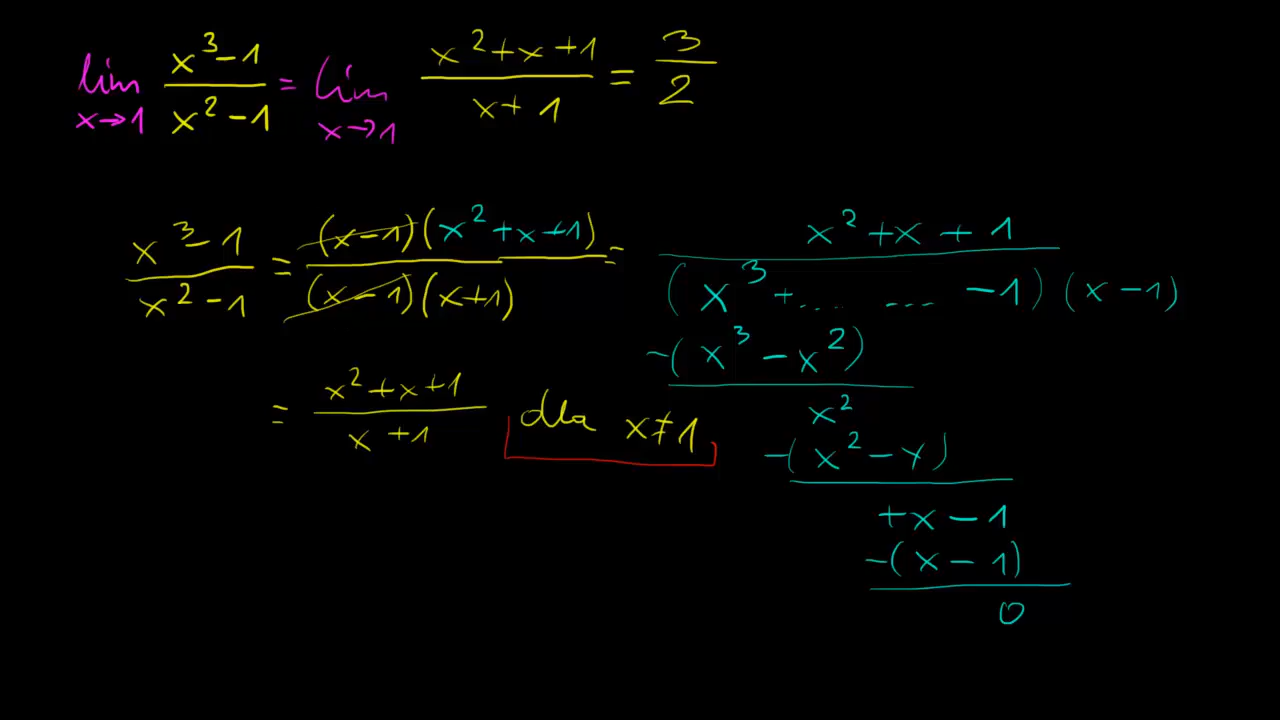 lim x→1 (x³−1)/(x²−1) = lim x→1 (x²+x+1)/(x+1) = 3/2
(x³−1)/(x²−1) = (x−1)(x²+x+1)/(x−1)(x+1) =
= (x²+x+1)/(x+1) dla x≠1
x²+x+1
(x³+... ... −1) (x−1)
−(x³−x²)
x²
−(x²−x)
+x−1
−(x−1)
0